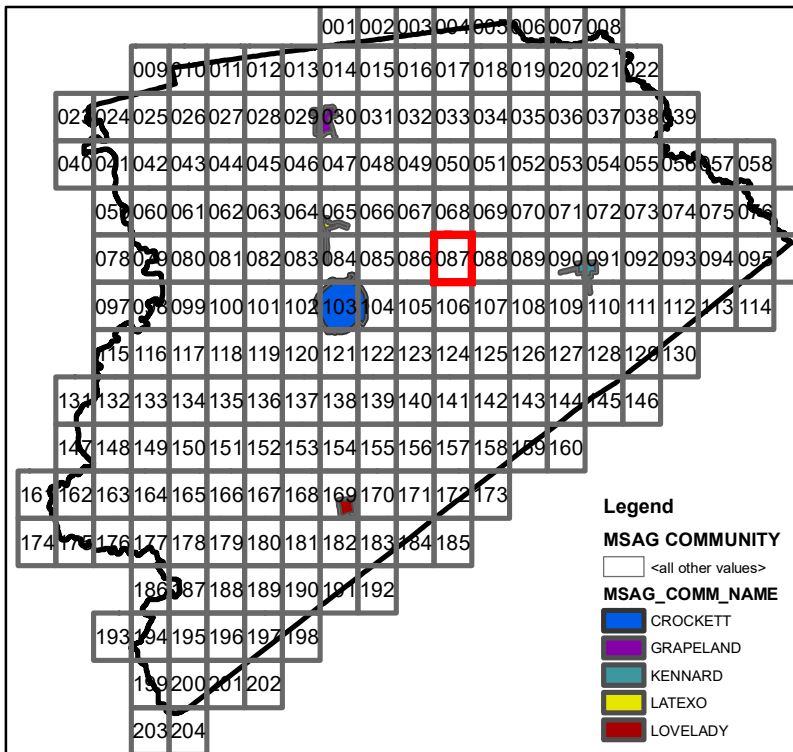 001 002 003 004 005 006 007 008
009 010 011 012 013 014 015 016 017 018 019 020 021 022
023 024 025 026 027 028 029 030 031 032 033 034 035 036 037 038 039
040 041 042 043 044 045 046 047 048 049 050 051 052 053 054 055 056 057 058
059 060 061 062 063 064 065 066 067 068 069 070 071 072 073 074 075 076
078 079 080 081 082 083 084 085 086 087 088 089 090 091 092 093 094 095
097 098 099 100 101 102 103 104 105 106 107 108 109 110 111 112 113 114
115 116 117 118 119 120 121 122 123 124 125 126 127 128 129 130
131 132 133 134 135 136 137 138 139 140 141 142 143 144 145 146
147 148 149 150 151 152 153 154 155 156 157 158 159 160
161 162 163 164 165 166 167 168 169 170 171 172 173
174 175 176 177 178 179 180 181 182 183 184 185
186 187 188 189 190 191 192
193 194 195 196 197 198
199 200 201 202
203 204
Legend
MSAG COMMUNITY
<all other values>
MSAG_COMM_NAME
CROCKETT
GRAPELAND
KENNARD
LATEXO
LOVELADY